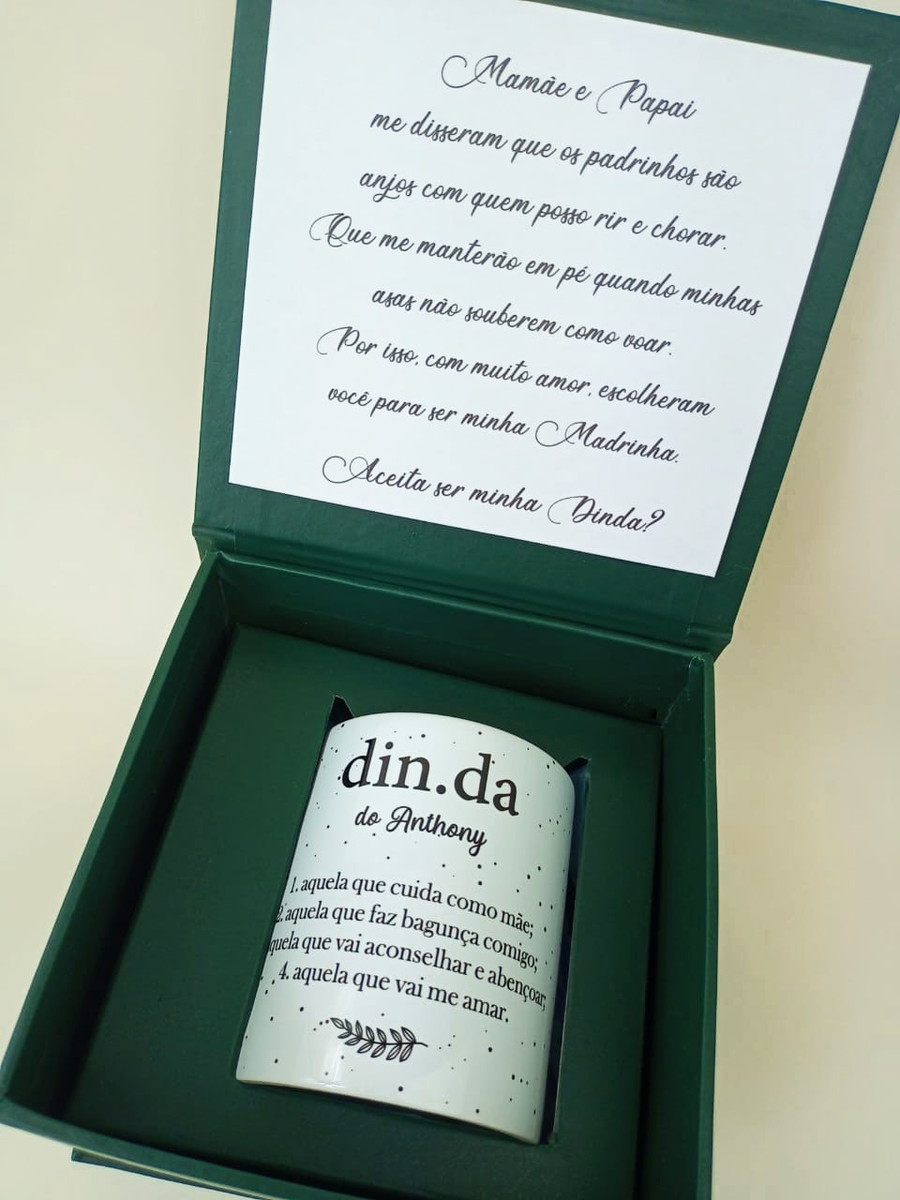 Mamãe e Papai
me disseram que os padrinhos são
anjos com quem posso rir e chorar.
Que me manterão em pé quando minhas
asas não souberem como voar.
Por isso, com muito amor, escolheram
você para ser minha Madrinha.
Aceita ser minha Dinda?
din.da
do Anthony
1. aquela que cuida como mãe;
2. aquela que faz bagunça comigo;
quela que vai aconselhar e abençoar;
4. aquela que vai me amar.